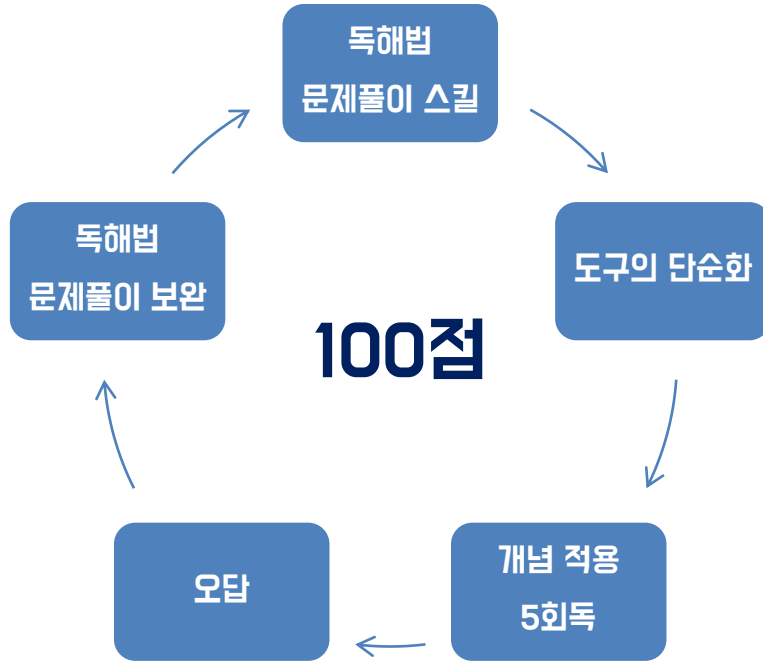 독해법
문제풀이 스킬
도구의 단순화
개념 적용
5회독
오답
독해법
문제풀이 보완
100점